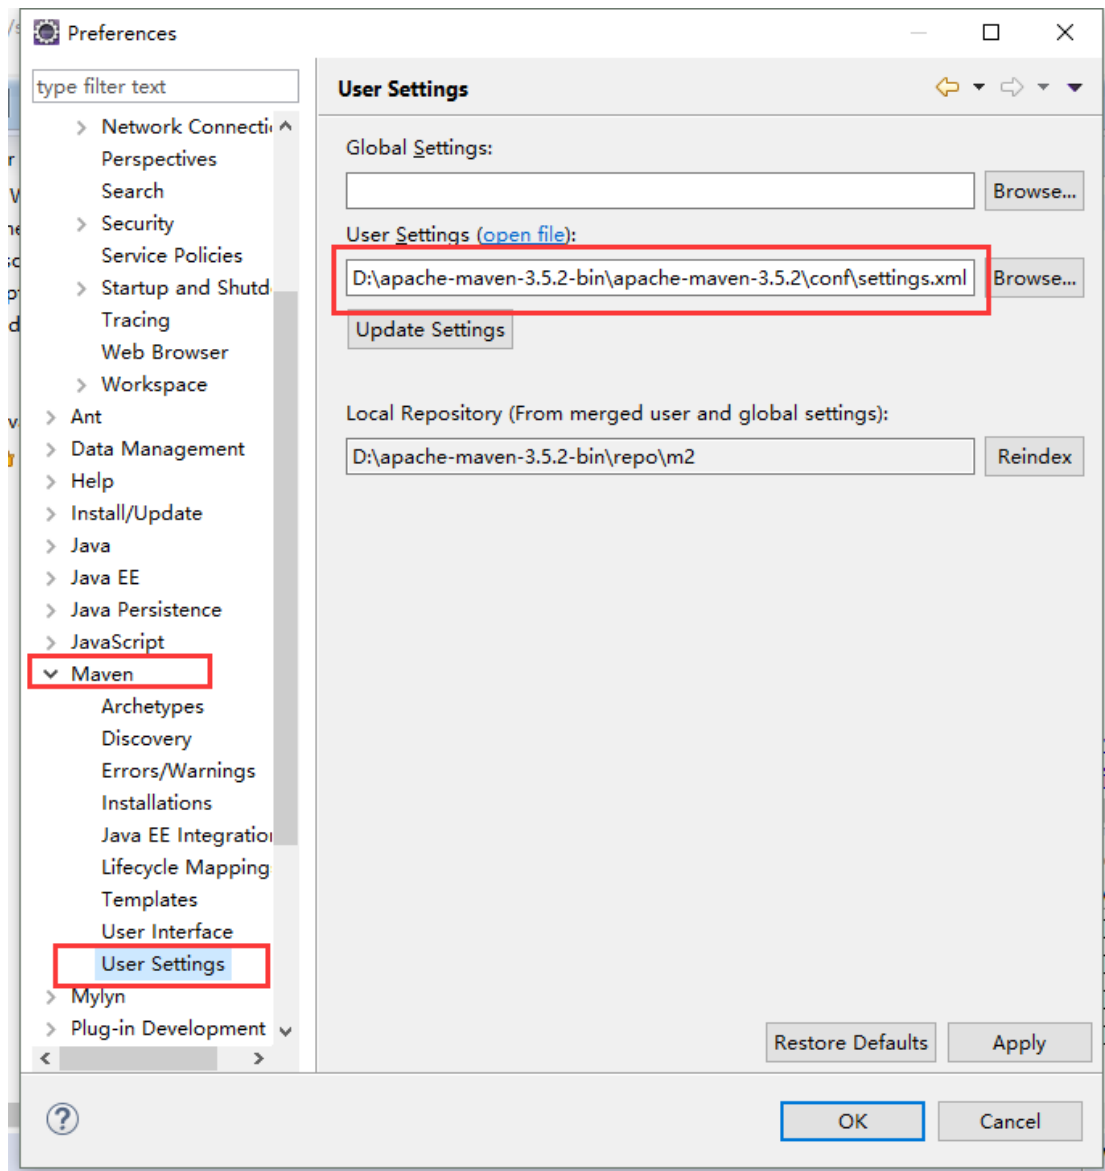 Preferences
type filter text
User Settings
Network Connecti
Perspectives
Search
Security
Service Policies
Startup and Shutd
Tracing
Web Browser
Workspace
Ant
Data Management
Help
Install/Update
Java
Java EE
Java Persistence
JavaScript
Maven
Archetypes
Discovery
Errors/Warnings
Installations
Java EE Integration
Lifecycle Mapping
Templates
User Interface
User Settings
Mylyn
Plug-in Development
Global Settings:
Browse...
User Settings (open file):
D:\apache-maven-3.5.2-bin\apache-maven-3.5.2\conf\settings.xml
Browse...
Update Settings
Local Repository (From merged user and global settings):
D:\apache-maven-3.5.2-bin\repo\m2
Reindex
Restore Defaults
Apply
OK
Cancel